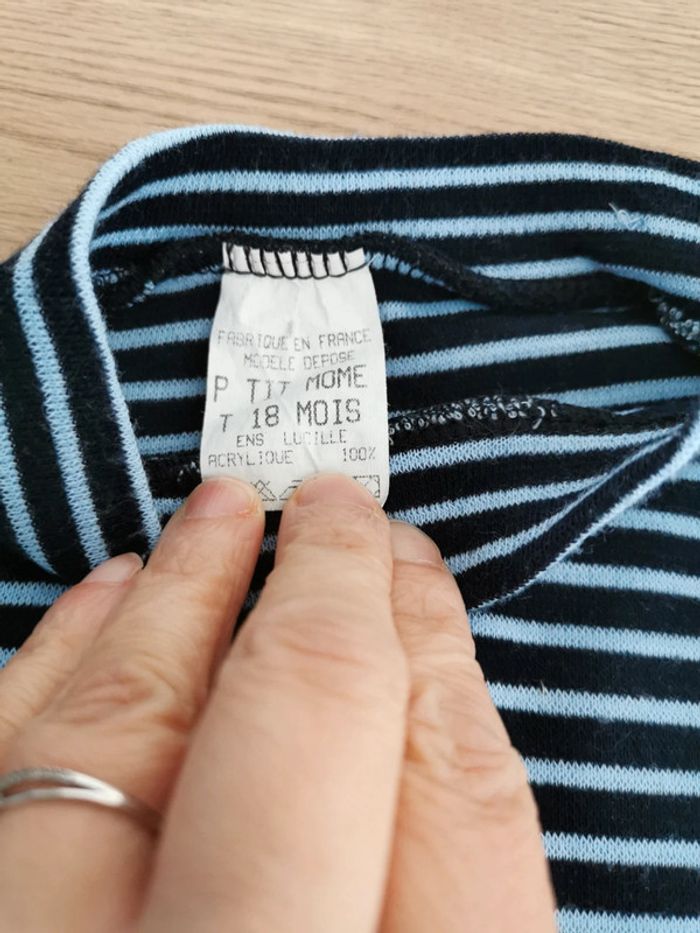 FABRIQUE EN FRANCE
MODELE DEPOSE
P TIT MOME
T 18 MOIS
ENS LUCILLE
ACRYLIQUE 100%